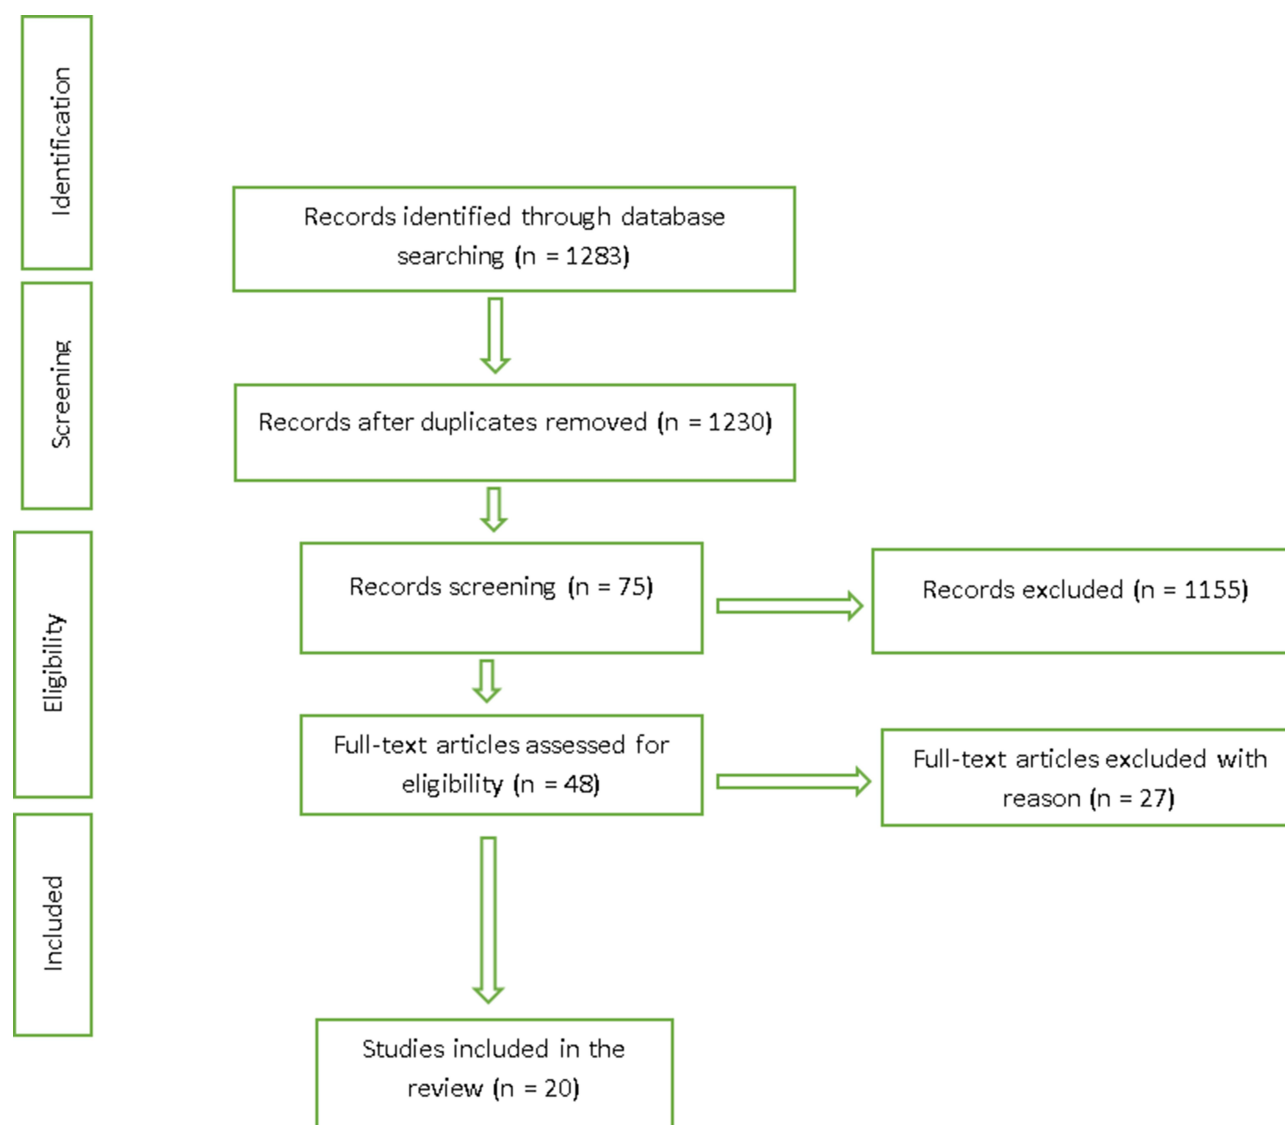 Identification
Records identified through database
searching (n = 1283)
Screening
Records after duplicates removed (n = 1230)
Eligibility
Records screening (n = 75)
Records excluded (n = 1155)
Full-text articles assessed for
eligibility (n = 48)
Full-text articles excluded with
reason (n = 27)
Included
Studies included in the
review (n = 20)